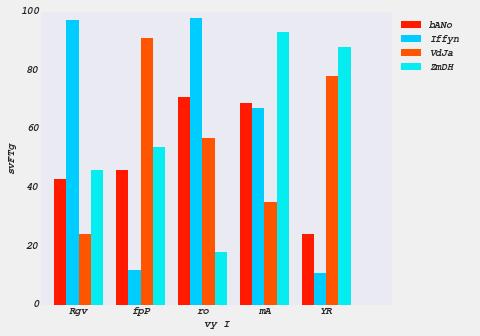 100
80
60
40
20
0
svFTg
Rgv fpP ro mA YR
vy I
bANo
Iffyn
VdJa
ZmDH